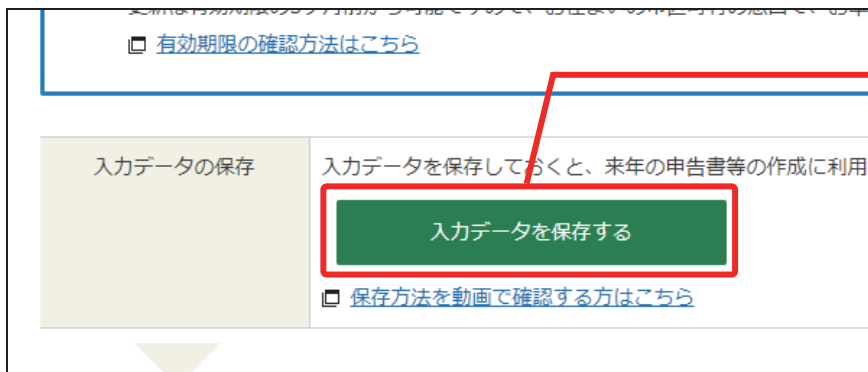 有効期限の確認方法はこちら
入力データの保存
入力データを保存しておくと、来年の申告書等の作成に利用
入力データを保存する
保存方法を動画で確認する方はこちら